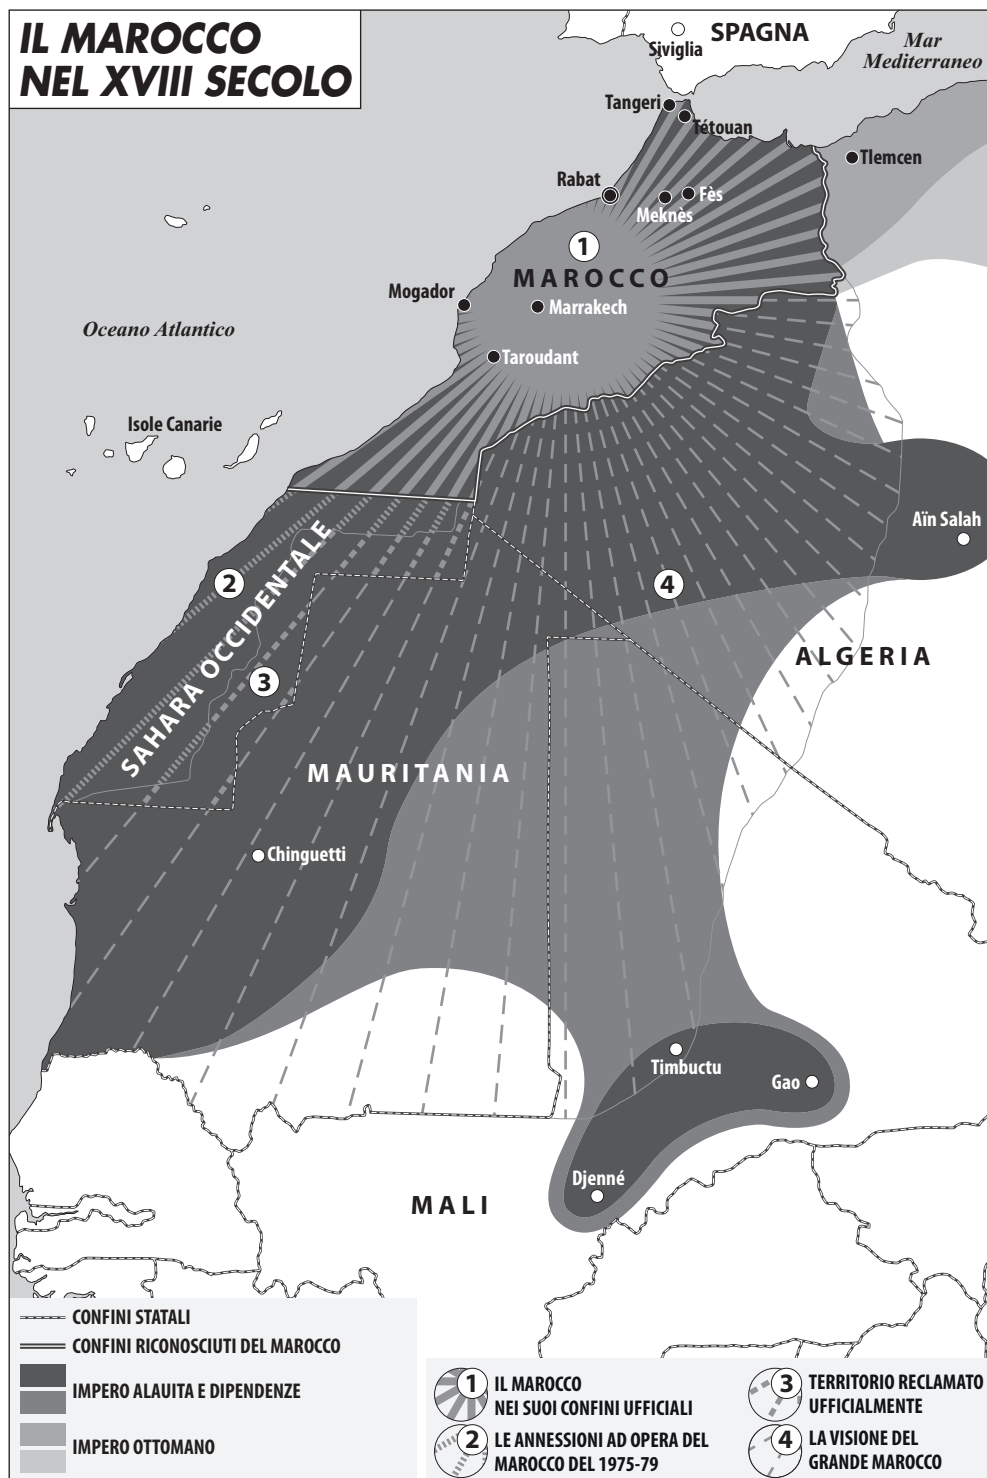 IL MAROCCO
NEL XVIII SECOLO
SPAGNA
Siviglia
Mar
Mediterraneo
Tangeri
Tétouan
Tlemcen
Rabat
Fès
Meknès
1
MAROCCO
Mogador
Marrakech
Oceano Atlantico
Taroudant
Isole Canarie
Aïn Salah
2
4
SAHARA OCCIDENTALE
ALGERIA
3
MAURITANIA
Chinguetti
Timbuctu
Gao
Djenné
MALI
CONFINI STATALI
CONFINI RICONOSCIUTI DEL MAROCCO
IMPERO ALAUITA E DIPENDENZE
IMPERO OTTOMANO
1 IL MAROCCO
NEI SUOI CONFINI UFFICIALI
2 LE ANNESSIONI AD OPERA DEL
MAROCCO DEL 1975-79
3 TERRITORIO RECLAMATO
UFFICIALMENTE
4 LA VISIONE DEL
GRANDE MAROCCO